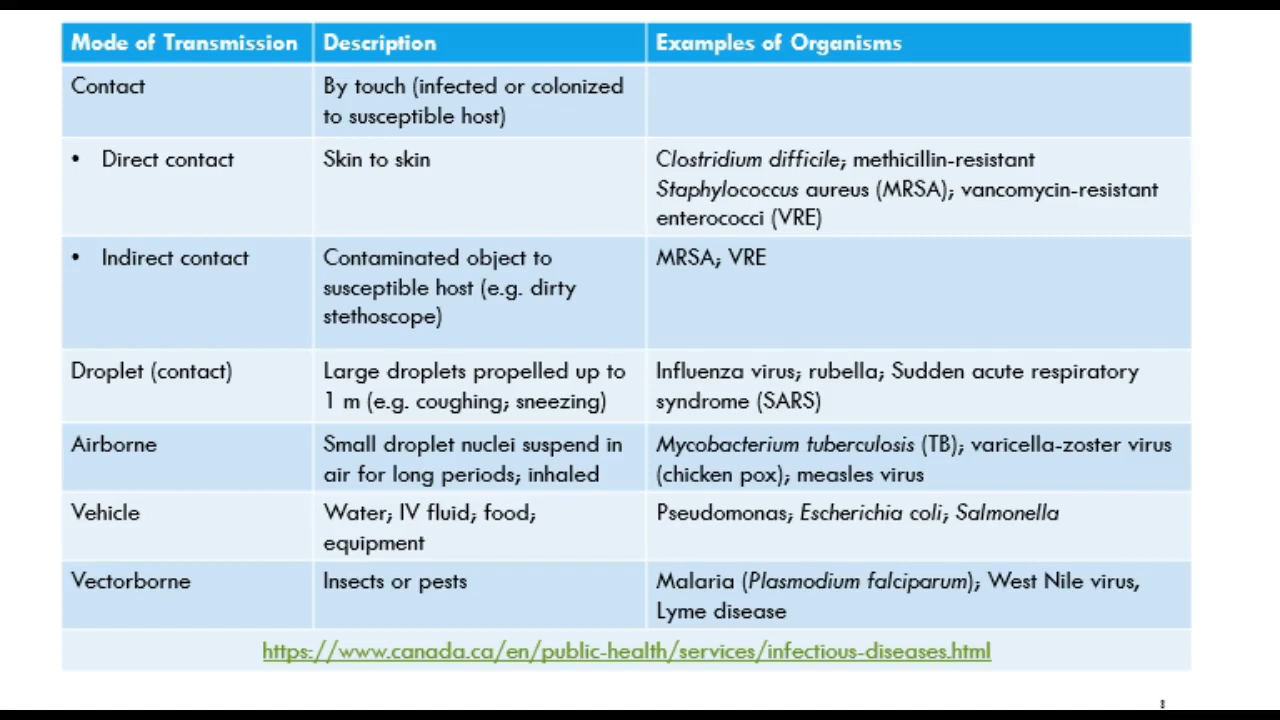 Mode of Transmission
Description
Examples of Organisms
Contact
By touch (infected or colonized
to susceptible host)
• Direct contact
Skin to skin
Clostridium difficile; methicillin-resistant
Staphylococcus aureus (MRSA); vancomycin-resistant
enterococci (VRE)
• Indirect contact
Contaminated object to
susceptible host (e.g. dirty
stethoscope)
MRSA; VRE
Droplet (contact)
Large droplets propelled up to
1 m (e.g. coughing; sneezing)
Influenza virus; rubella; Sudden acute respiratory
syndrome (SARS)
Airborne
Small droplet nuclei suspend in
air for long periods; inhaled
Mycobacterium tuberculosis (TB); varicella-zoster virus
(chicken pox); measles virus
Vehicle
Water; IV fluid; food;
equipment
Pseudomonas; Escherichia coli; Salmonella
Vectorborne
Insects or pests
Malaria (Plasmodium falciparum); West Nile virus,
Lyme disease
https://www.canada.ca/en/public-health/services/infectious-diseases.html